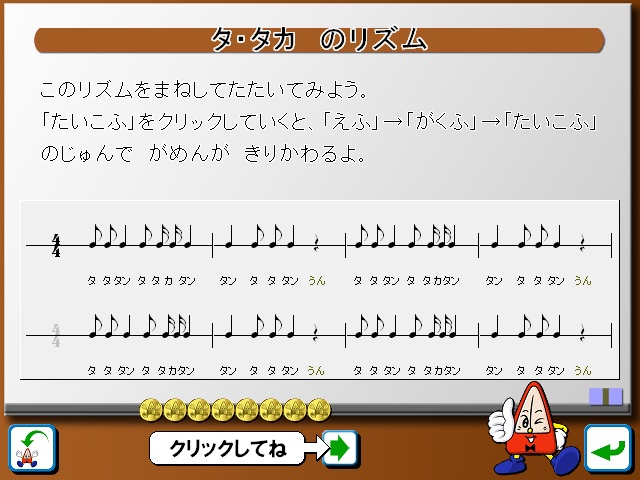 タ・タカ のリズム
このリズムをまねしてたたいてみよう。
「たいこふ」をクリックしていくと、「えふ」→「がくふ」→「たいこふ」
のじゅんで がめんが きりかわるよ。
4
4
タ タ タン タ タ カ タン タン タ タ タン うん タ タ タン タ タカタン タン タ タ タン うん
4
4
タ タ タン タ タカタン タン タ タ タン うん タ タ タン タ タカタン タン タ タ タン うん
クリックしてね